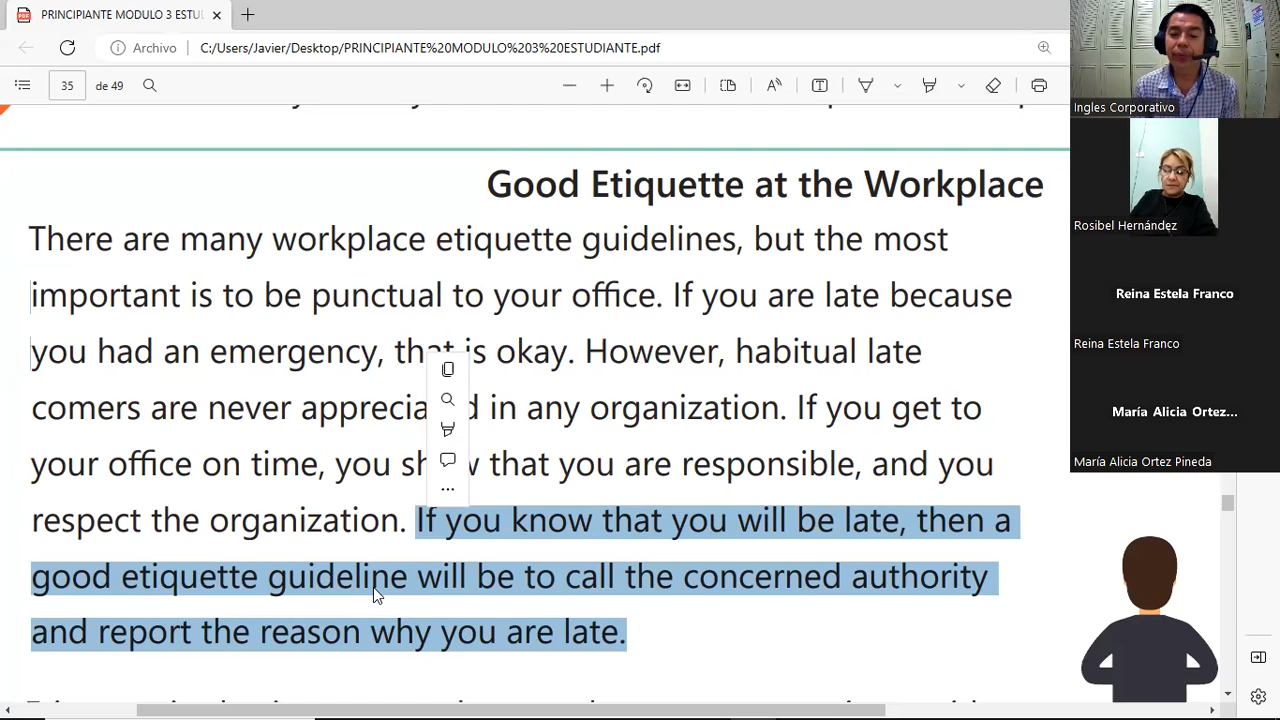 PRINCIPIANTE MODULO 3 ESTU
Archivo
C:/Users/Javier/Desktop/PRINCIPIANTE%20MODULO%203%20ESTUDIANTE.pdf
35
de 49
Good Etiquette at the Workplace
There are many workplace etiquette guidelines, but the most
important is to be punctual to your office. If you are late because
you had an emergency, that is okay. However, habitual late
comers are never appreciated in any organization. If you get to
your office on time, you show that you are responsible, and you
respect the organization. If you know that you will be late, then a
good etiquette guideline will be to call the concerned authority
and report the reason why you are late.
Ingles Corporativo
Rosibel Hernández
Reina Estela Franco
Reina Estela Franco
María Alicia Ortez...
María Alicia Ortez Pineda